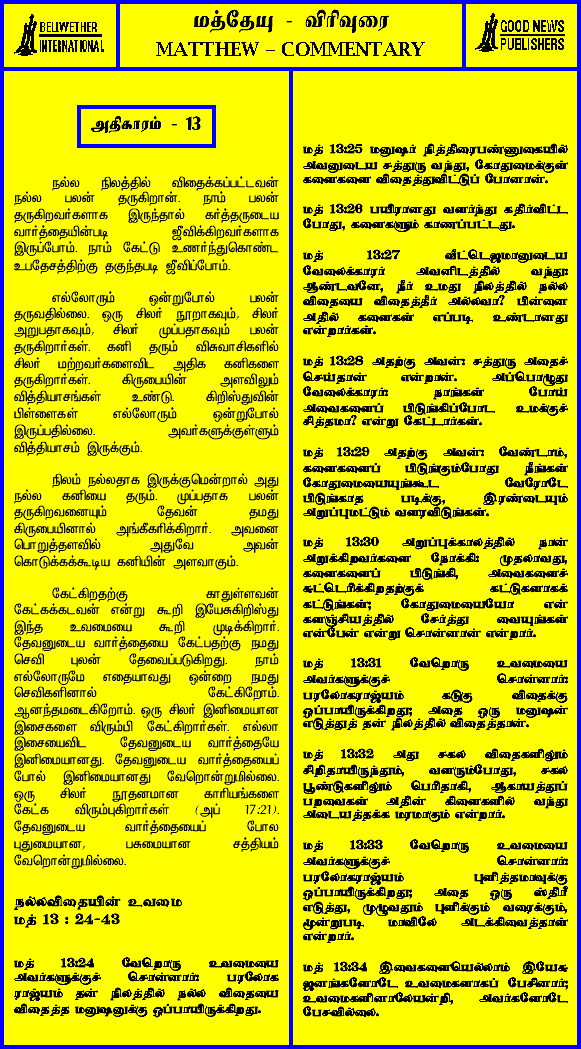 BELLWETHER
INTERNATIONAL
மத்தேயு - விரிவுரை
MATTHEW – COMMENTARY
GOOD NEWS
PUBLISHERS
அதிகாரம் - 13
நல்ல நிலத்தில் விதைக்கப்பட்டவன்
நல்ல பலன் தருகிறான். நாம் பலன்
தருகிறவர்களாக இருந்தால் கர்த்தருடைய
வார்த்தையின்படி ஜீவிக்கிறவர்களாக
இருப்போம். நாம் கேட்டு உணர்ந்துகொண்ட
உபதேசத்திற்கு தகுந்தபடி ஜீவிப்போம்.
எல்லோரும் ஒன்றுபோல் பலன்
தருவதில்லை. ஒரு சிலர் நூறாகவும், சிலர்
அறுபதாகவும், சிலர் முப்பதாகவும் பலன்
தருகிறார்கள். கனி தரும் விசுவாசிகளில்
சிலர் மற்றவர்களைவிட அதிக கனிகளை
தருகிறார்கள். கிருபையின் அளவிலும்
வித்தியாசங்கள் உண்டு. கிறிஸ்துவின்
பிள்ளைகள் எல்லோரும் ஒன்றுபோல்
இருப்பதில்லை. அவர்களுக்குள்ளும்
வித்தியாசம் இருக்கும்.
நிலம் நல்லதாக இருக்குமென்றால் அது
நல்ல கனியை தரும். முப்பதாக பலன்
தருகிறவனையும் தேவன் தமது
கிருபையினால் அங்கீகரிக்கிறார். அவனை
பொறுத்தளவில் அதுவே அவன்
கொடுக்கக்கூடிய கனியின் அளவாகும்.
கேட்கிறதற்கு காதுள்ளவன்
கேட்கக்கடவன் என்று கூறி இயேசுகிறிஸ்து
இந்த உவமையை கூறி முடிக்கிறார்.
தேவனுடைய வார்த்தையை கேட்பதற்கு நமது
செவி புலன் தேவைப்படுகிறது. நாம்
எல்லோருமே எதையாவது ஒன்றை நமது
செவிகளினால் கேட்கிறோம்.
ஆனந்தமடைகிறோம். ஒரு சிலர் இனிமையான
இசைகளை விரும்பி கேட்கிறார்கள். எல்லா
இசையைவிட தேவனுடைய வார்த்தையே
இனிமையானது. தேவனுடைய வார்த்தையைப்
போல் இனிமையானது வேறொன்றுமில்லை.
ஒரு சிலர் நூதனமான காரியங்களை
கேட்க விரும்புகிறார்கள் (அப் 17:21).
தேவனுடைய வார்த்தையைப் போல
புதுமையான, பசுமையான சத்தியம்
வேறொன்றுமில்லை.
நல்லவிதையின் உவமை
மத் 13 : 24-43
மத் 13:24 வேறொரு உவமையை
அவர்களுக்குச் சொன்னார்: பரலோக
ராஜ்யம் தன் நிலத்தில் நல்ல விதையை
விதைத்த மனுஷனுக்கு ஒப்பாயிருக்கிறது.
மத் 13:25 மனுஷர் நித்திரைபண்ணுகையில்
அவனுடைய சத்துரு வந்து, கோதுமைக்குள்
களைகளை விதைத்துவிட்டுப் போனான்.
மத் 13:26 பயிரானது வளர்ந்து கதிர்விட்ட
போது, களைகளும் காணப்பட்டது.
மத் 13:27 வீட்டெஜமானுடைய
வேலைக்காரர் அவனிடத்தில் வந்து:
ஆண்டவனே, நீர் உமது நிலத்தில் நல்ல
விதையை விதைத்தீர் அல்லவா? பின்னை
அதில் களைகள் எப்படி உண்டானது
என்றார்கள்.
மத் 13:28 அதற்கு அவன்: சத்துரு அதைச்
செய்தான் என்றான். அப்பொழுது
வேலைக்காரர்: நாங்கள் போய்
அவைகளைப் பிடுங்கிப்போட உமக்குச்
சித்தமா? என்று கேட்டார்கள்.
மத் 13:29 அதற்கு அவன்: வேண்டாம்,
களைகளைப் பிடுங்கும்போது நீங்கள்
கோதுமையையுங்கூட வேரோடே
பிடுங்காத படிக்கு, இரண்டையும்
அறுப்புமட்டும் வளரவிடுங்கள்.
மத் 13:30 அறுப்புக்காலத்தில் நான்
அறுக்கிறவர்களை நோக்கி: முதலாவது,
களைகளைப் பிடுங்கி, அவைகளைச்
சுட்டெரிக்கிறதற்குக் கட்டுகளாகக்
கட்டுங்கள்; கோதுமையையோ என்
களஞ்சியத்தில் சேர்த்து வையுங்கள்
என்பேன் என்று சொன்னான் என்றார்.
மத் 13:31 வேறொரு உவமையை
அவர்களுக்குச் சொன்னார்:
பரலோகராஜ்யம் கடுகு விதைக்கு
ஒப்பாயிருக்கிறது; அதை ஒரு மனுஷன்
எடுத்துத் தன் நிலத்தில் விதைத்தான்.
மத் 13:32 அது சகல விதைகளிலும்
சிறிதாயிருந்தும், வளரும்போது, சகல
பூண்டுகளிலும் பெரிதாகி, ஆகாயத்துப்
பறவைகள் அதின் கிளைகளில் வந்து
அடையத்தக்க மரமாகும் என்றார்.
மத் 13:33 வேறொரு உவமையை
அவர்களுக்குச் சொன்னார்:
பரலோகராஜ்யம் புளித்தமாவுக்கு
ஒப்பாயிருக்கிறது; அதை ஒரு ஸ்திரீ
எடுத்து, முழுவதும் புளிக்கும் வரைக்கும்,
மூன்றுபடி மாவிலே அடக்கிவைத்தாள்
என்றார்.
மத் 13:34 இவைகளையெல்லாம் இயேசு
ஜனங்களோடே உவமைகளாகப் பேசினார்;
உவமைகளினாலேயன்றி, அவர்களோடே
பேசவில்லை.